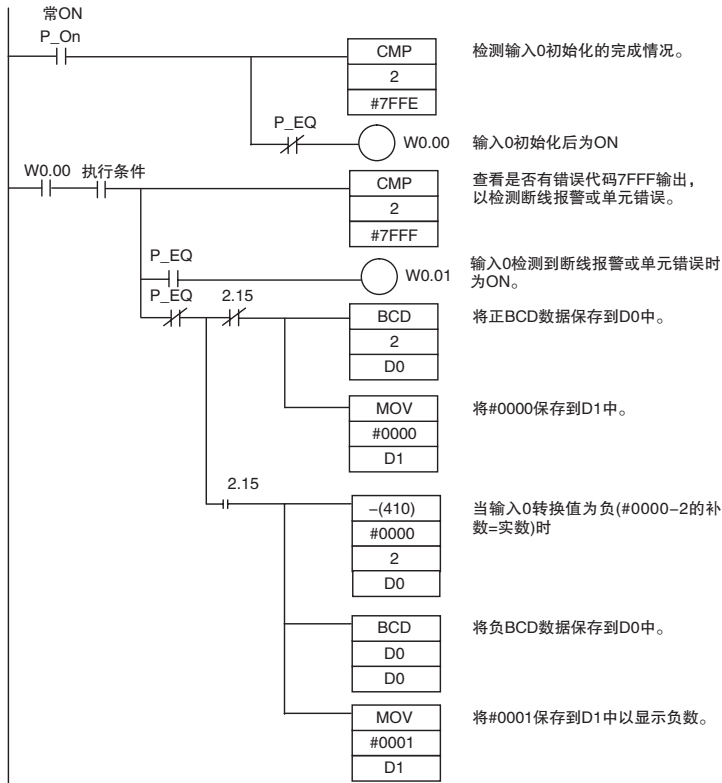 常ON
P_On
CMP
2
#7FFE
检测输入0初始化的完成情况。
P_EQ
W0.00
输入0初始化后为ON
W0.00 执行条件
CMP
2
#7FFF
查看是否有错误代码7FFF输出，
以检测断线报警或单元错误。
P_EQ
W0.01
输入0检测到断线报警或单元错误时
为ON。
P_EQ
2.15
BCD
2
D0
将正BCD数据保存到D0中。
MOV
#0000
D1
将#0000保存到D1中。
2.15
–(410)
#0000
2
D0
当输入0转换值为负(#0000–2的补
数=实数)时
BCD
D0
D0
将负BCD数据保存到D0中。
MOV
#0001
D1
将#0001保存到D1中以显示负数。